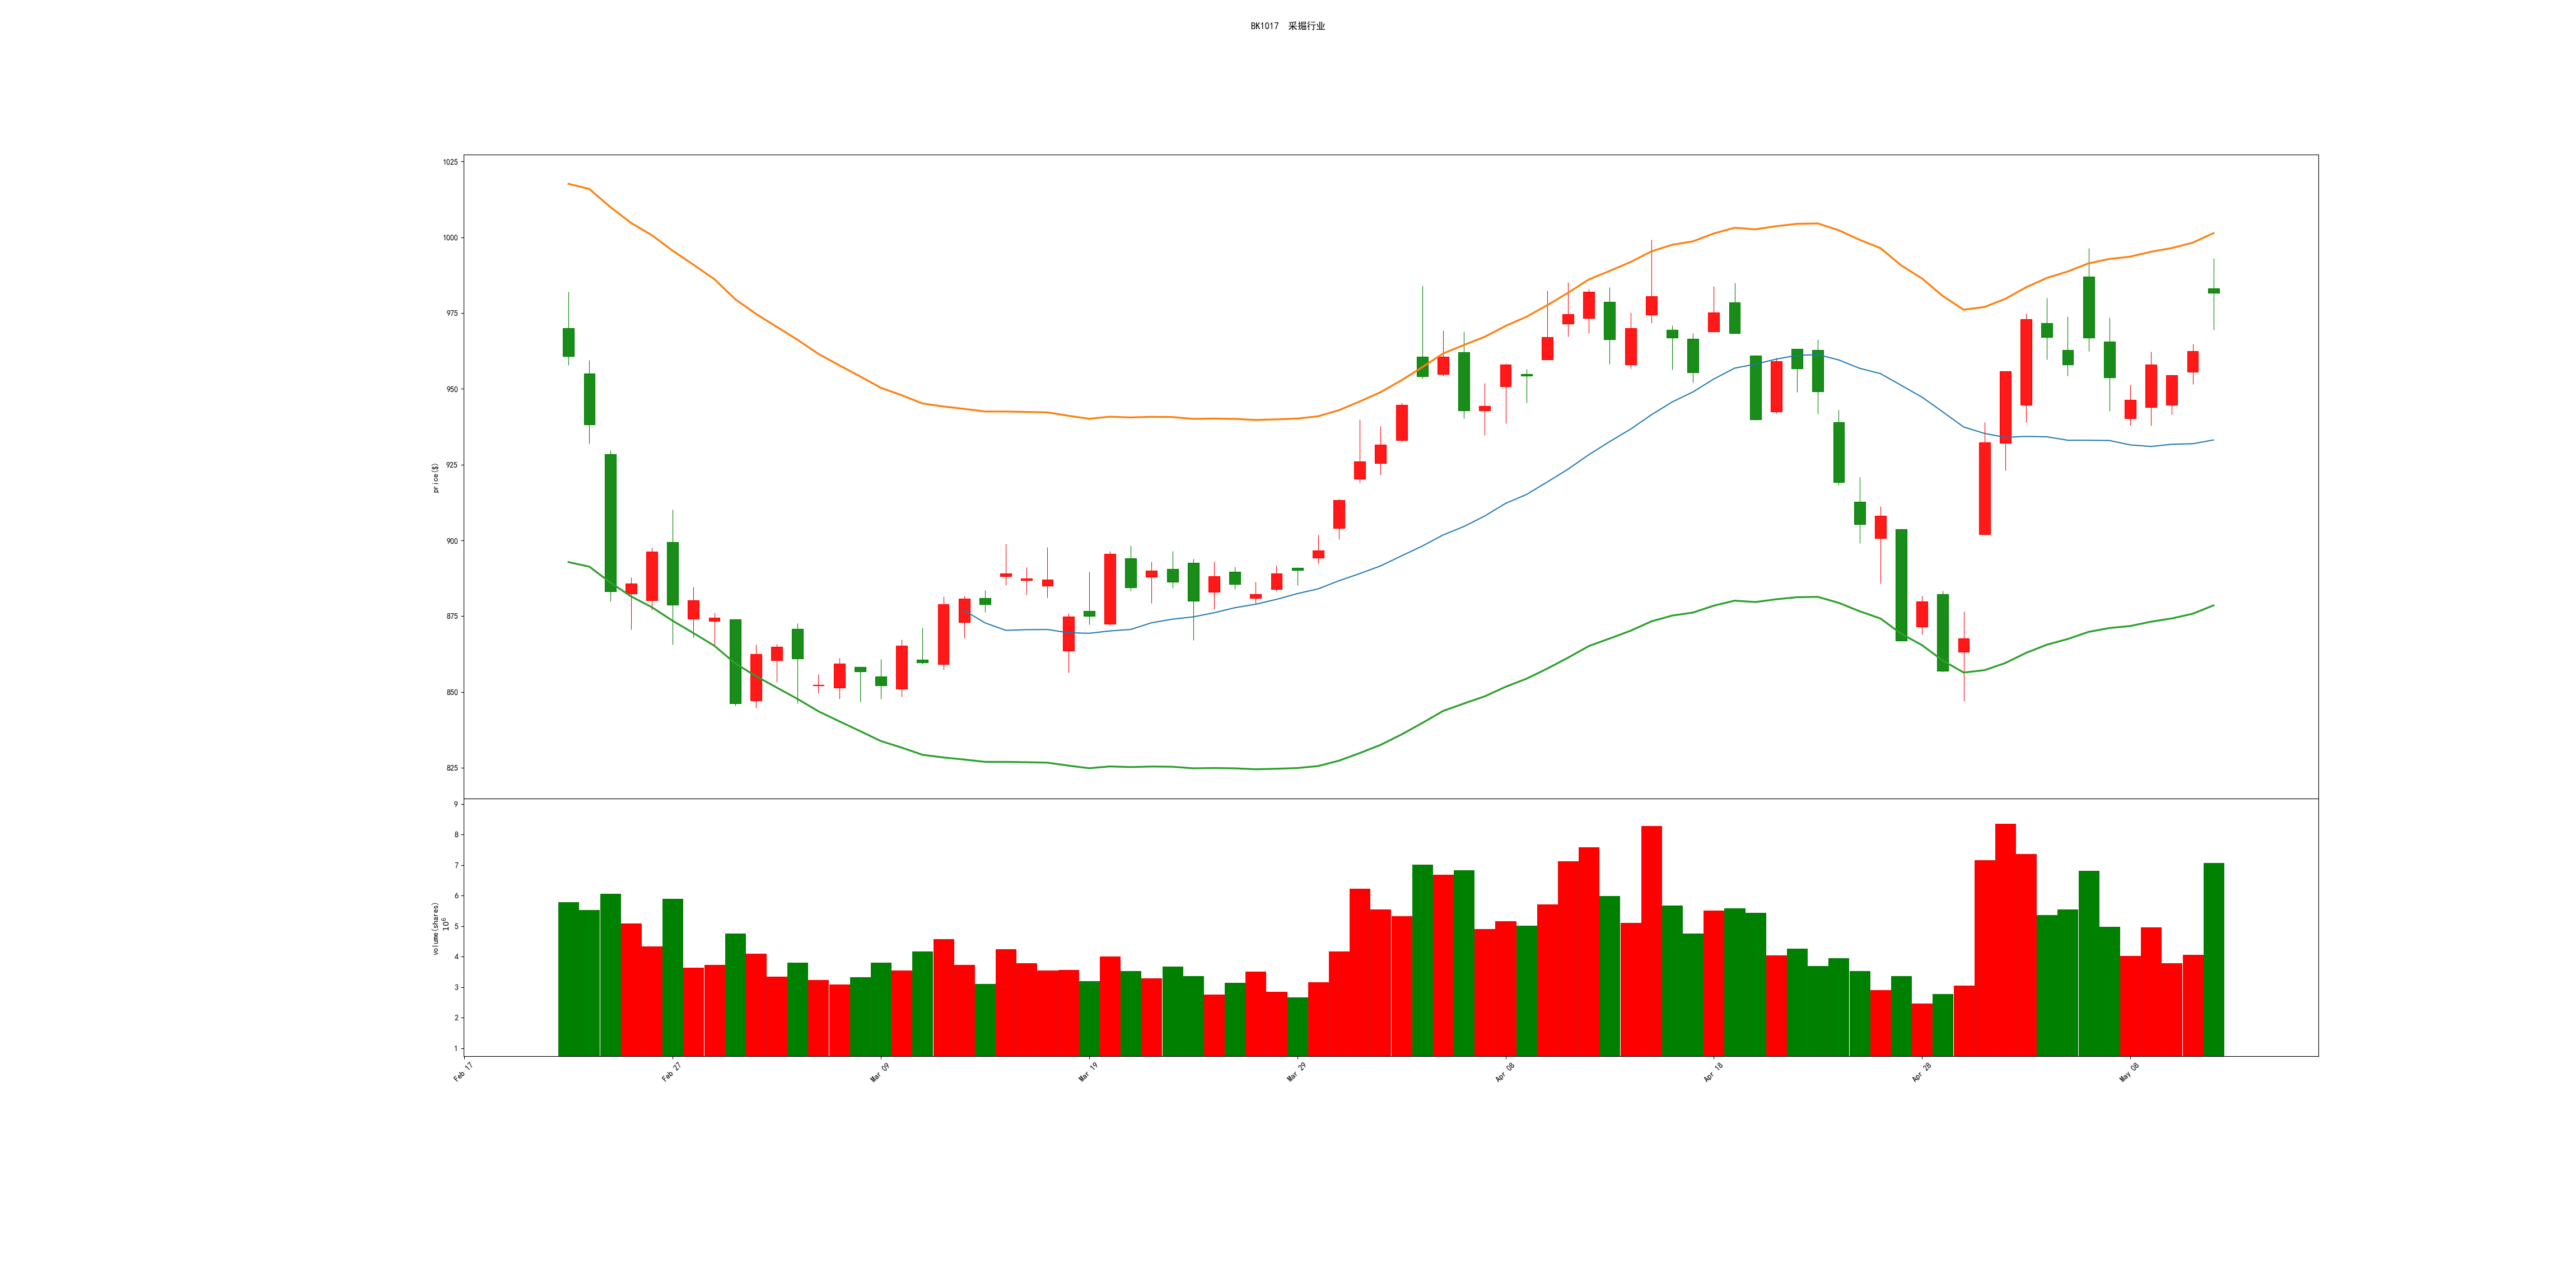 BK1017 采掘行业
1025
1000
975
950
925
900
875
850
825
price($)
9
8
7
6
5
4
3
2
1
volume(shares)
10^6
Feb 17
Feb 27
Mar 09
Mar 19
Mar 29
Apr 08
Apr 18
Apr 28
May 08